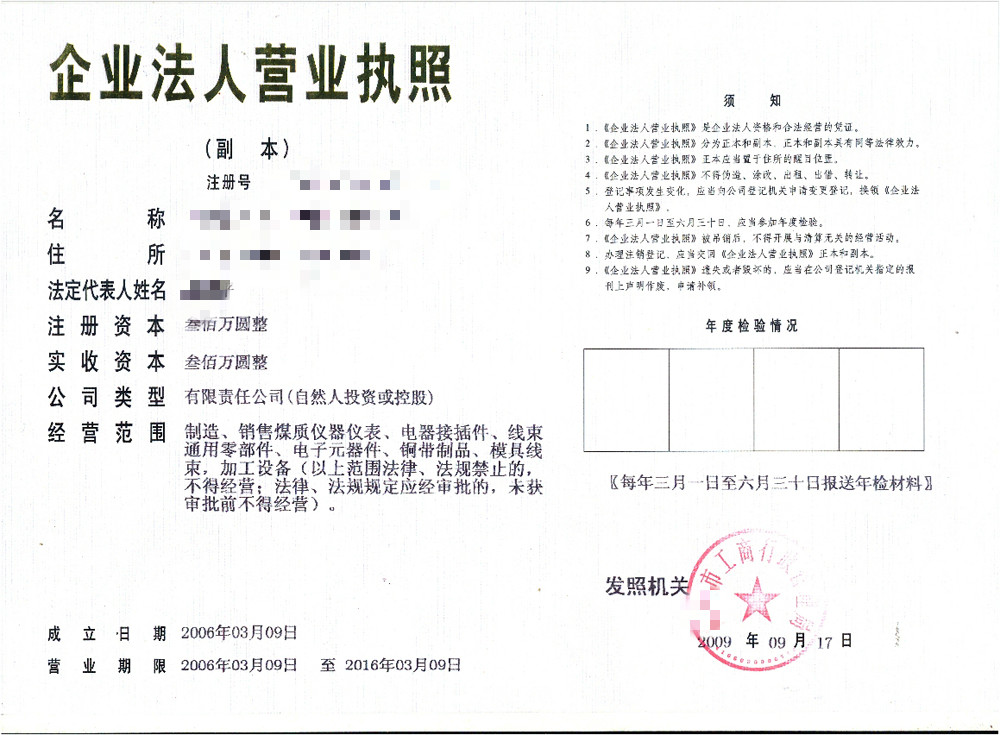 企业法人营业执照
（副 本）
注册号
名 称
住 所
法定代表人姓名
注 册 资 本 叁佰万圆整
实 收 资 本 叁佰万圆整
公 司 类 型 有限责任公司(自然人投资或控股)
经 营 范 围 制造、销售煤质仪器仪表、电器接插件、线束
通用零部件、电子元器件、铜带制品、模具线
束，加工设备（以上范围法律、法规禁止的，
不得经营；法律、法规规定应经审批的，未获
审批前不得经营）。
成 立 日 期 2006年03月09日
营 业 期 限 2006年03月09日 至 2016年03月09日
须 知
1．《企业法人营业执照》是企业法人资格和合法经营的凭证。
2．《企业法人营业执照》分为正本和副本，正本和副本具有同等法律效力。
3．《企业法人营业执照》正本应当置于住所的醒目位置。
4．《企业法人营业执照》不得伪造、涂改、出租、出借、转让。
5．登记事项发生变化，应当向公司登记机关申请变更登记，换领《企业法
人营业执照》。
6．每年三月一日至六月三十日，应当参加年度检验。
7．《企业法人营业执照》被吊销后，不得开展与清算无关的经营活动。
8．办理注销登记，应当交回《企业法人营业执照》正本和副本。
9．《企业法人营业执照》遗失或者毁坏的，应当在公司登记机关指定的报
刊上声明作废，申请补领。
年度检验情况
〖每年三月一日至六月三十日报送年检材料〗
发照机关
市工商行政管理局
2009 年 09 月 17 日